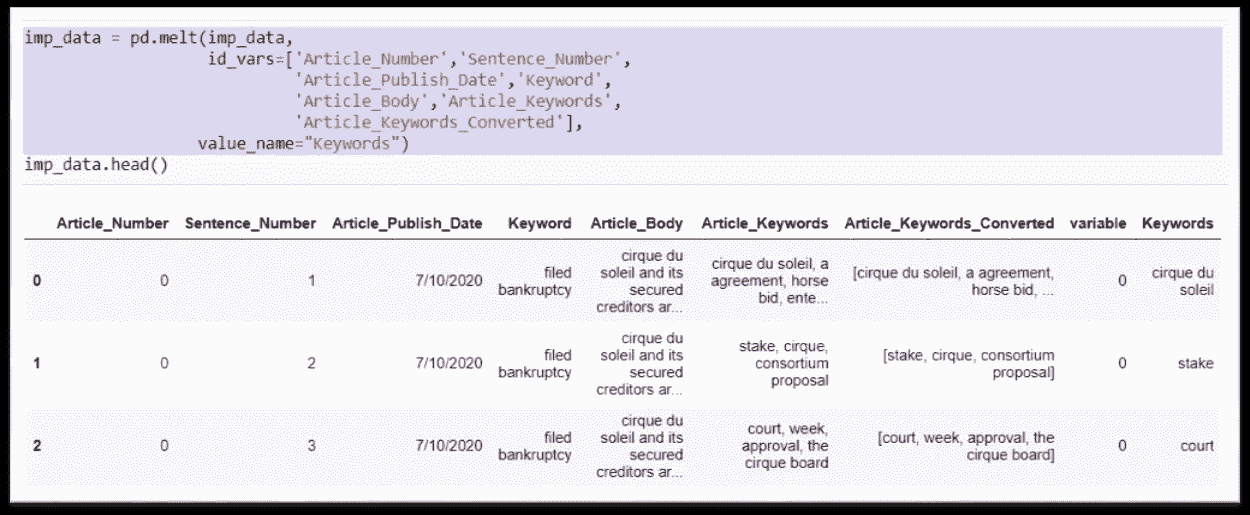 imp_data = pd.melt(imp_data,
id_vars=['Article_Number','Sentence_Number',
'Article_Publish_Date','Keyword',
'Article_Body','Article_Keywords',
'Article_Keywords_Converted'],
value_name="Keywords")
imp_data.head()
Article_Number Sentence_Number Article_Publish_Date Keyword Article_Body Article_Keywords Article_Keywords_Converted variable Keywords
0 0 1 7/10/2020 filed bankruptcy cirque du soleil and its secured creditors ar... cirque du soleil, a agreement, horse bid, ente... [cirque du soleil, a agreement, horse bid, ... 0 cirque du soleil
1 0 2 7/10/2020 filed bankruptcy cirque du soleil and its secured creditors ar... stake, cirque, consortium proposal [stake, cirque, consortium proposal] 0 stake
2 0 3 7/10/2020 filed bankruptcy cirque du soleil and its secured creditors ar... court, week, approval, the cirque board [court, week, approval, the cirque board] 0 court